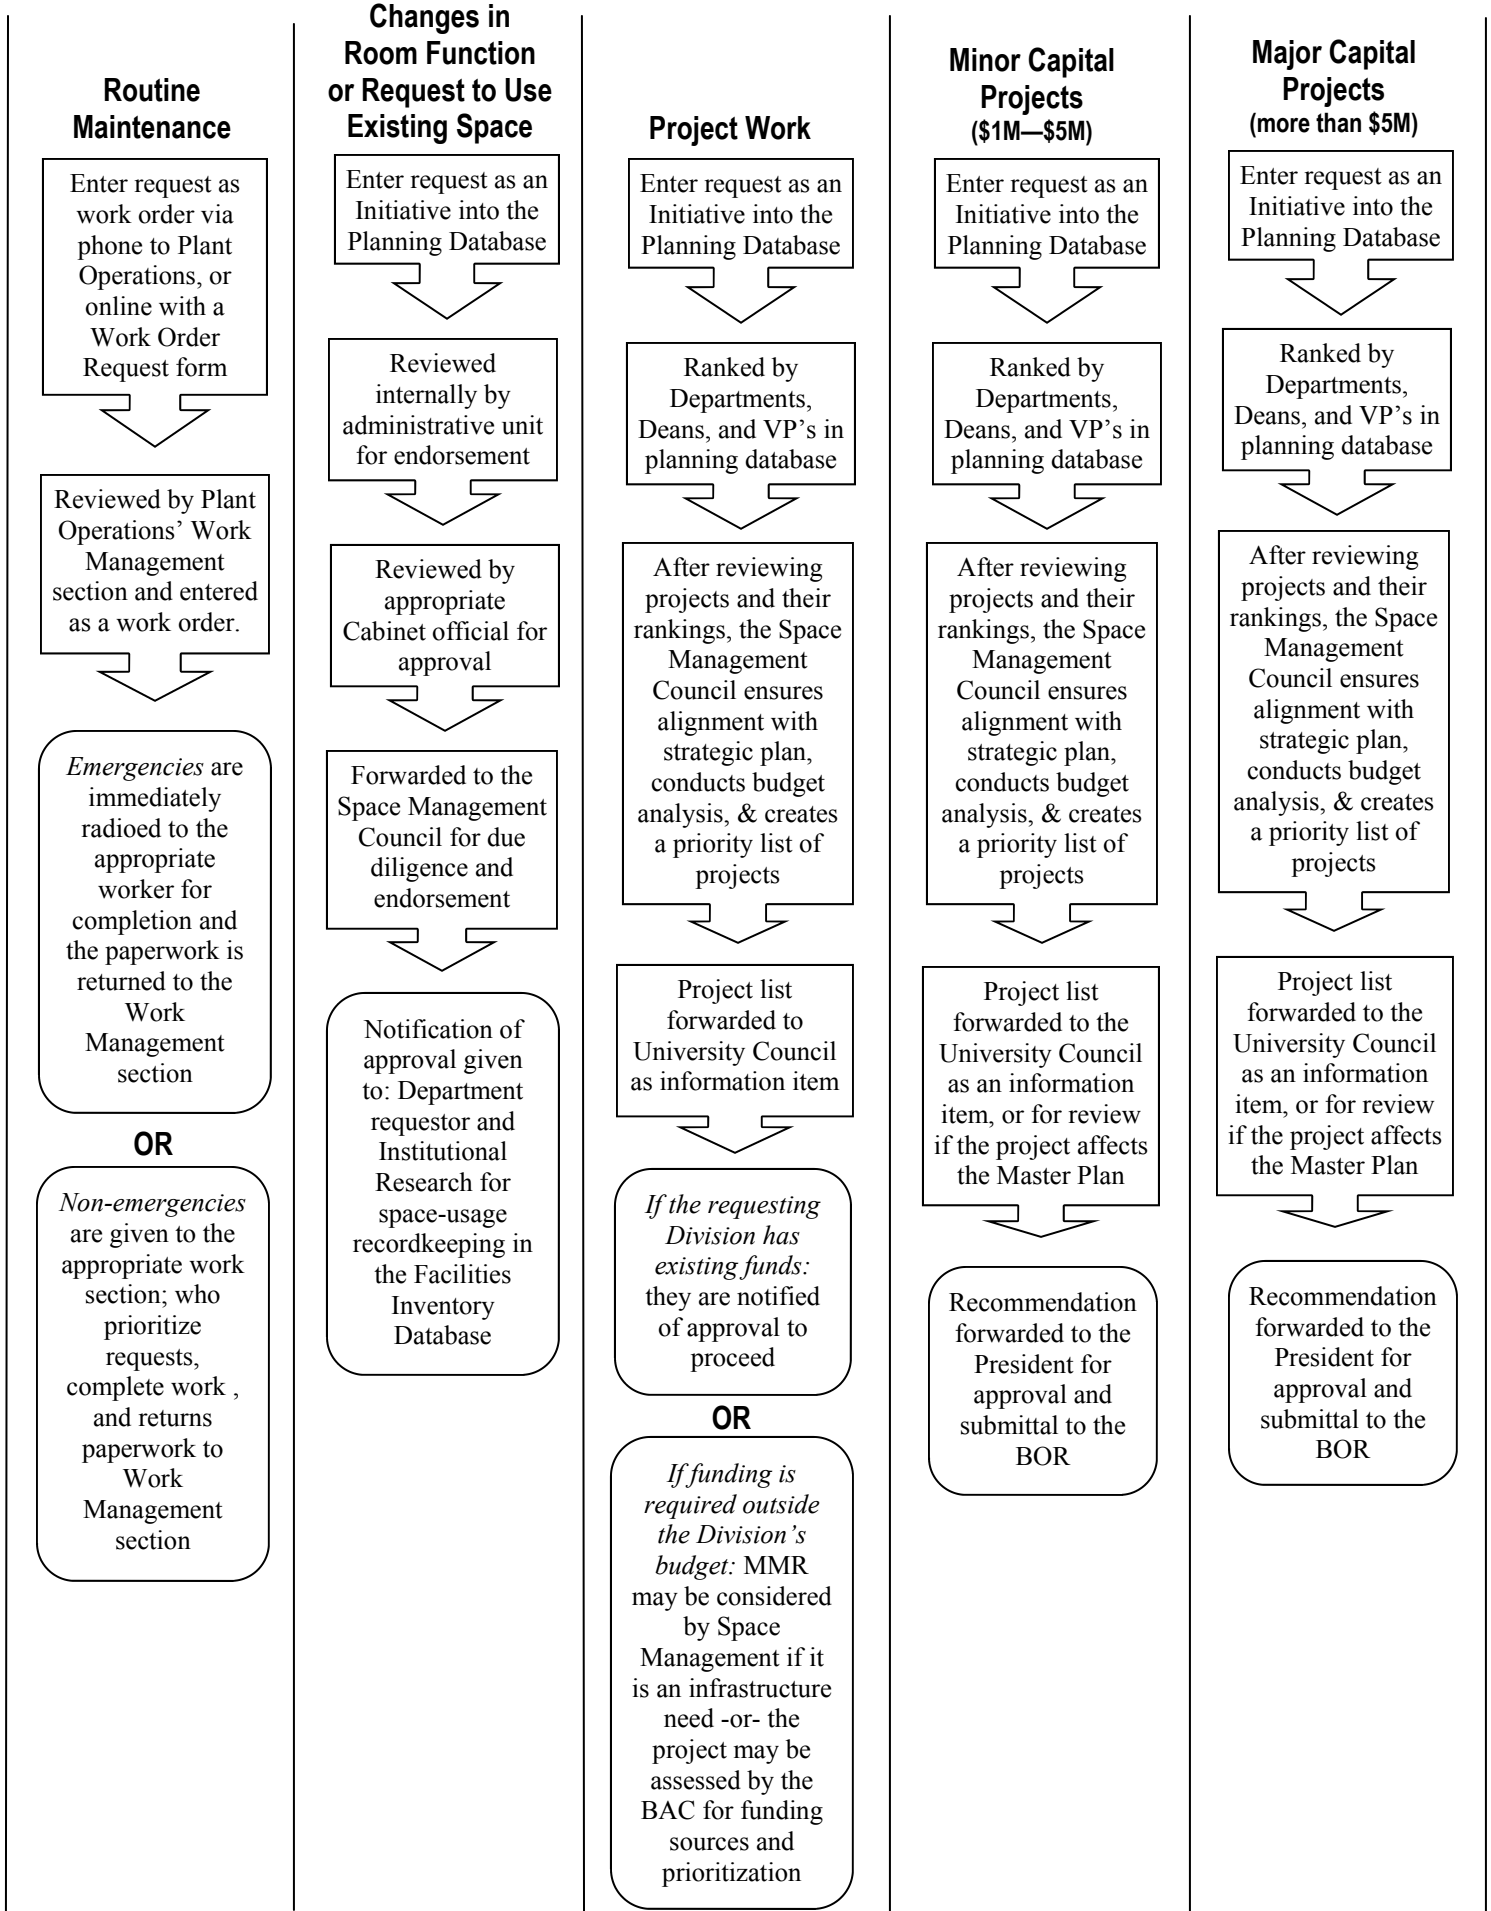 Routine
Maintenance
Enter request as
work order via
phone to Plant
Operations, or
online with a
Work Order
Request form
Reviewed by Plant
Operations’ Work
Management
section and entered
as a work order.
Emergencies are
immediately
radioed to the
appropriate
worker for
completion and
the paperwork is
returned to the
Work
Management
section
OR
Non-emergencies
are given to the
appropriate work
section; who
prioritize
requests,
complete work ,
and returns
paperwork to
Work
Management
section
Changes in
Room Function
or Request to Use
Existing Space
Enter request as an
Initiative into the
Planning Database
Reviewed
internally by
administrative unit
for endorsement
Reviewed by
appropriate
Cabinet official for
approval
Forwarded to the
Space Management
Council for due
diligence and
endorsement
Notification of
approval given
to: Department
requestor and
Institutional
Research for
space-usage
recordkeeping in
the Facilities
Inventory
Database
Project Work
Enter request as an
Initiative into the
Planning Database
Ranked by
Departments,
Deans, and VP’s in
planning database
After reviewing
projects and their
rankings, the Space
Management
Council ensures
alignment with
strategic plan,
conducts budget
analysis, & creates
a priority list of
projects
Project list
forwarded to
University Council
as information item
If the requesting
Division has
existing funds:
they are notified
of approval to
proceed
OR
If funding is
required outside
the Division’s
budget: MMR
may be considered
by Space
Management if it
is an infrastructure
need -or- the
project may be
assessed by the
BAC for funding
sources and
prioritization
Minor Capital
Projects
($1M—$5M)
Enter request as an
Initiative into the
Planning Database
Ranked by
Departments,
Deans, and VP’s in
planning database
After reviewing
projects and their
rankings, the Space
Management
Council ensures
alignment with
strategic plan,
conducts budget
analysis, & creates
a priority list of
projects
Project list
forwarded to the
University Council
as an information
item, or for review
if the project affects
the Master Plan
Recommendation
forwarded to the
President for
approval and
submittal to the
BOR
Major Capital
Projects
(more than $5M)
Enter request as an
Initiative into the
Planning Database
Ranked by
Departments,
Deans, and VP’s in
planning database
After reviewing
projects and their
rankings, the Space
Management
Council ensures
alignment with
strategic plan,
conducts budget
analysis, & creates
a priority list of
projects
Project list
forwarded to the
University Council
as an information
item, or for review
if the project affects
the Master Plan
Recommendation
forwarded to the
President for
approval and
submittal to the
BOR